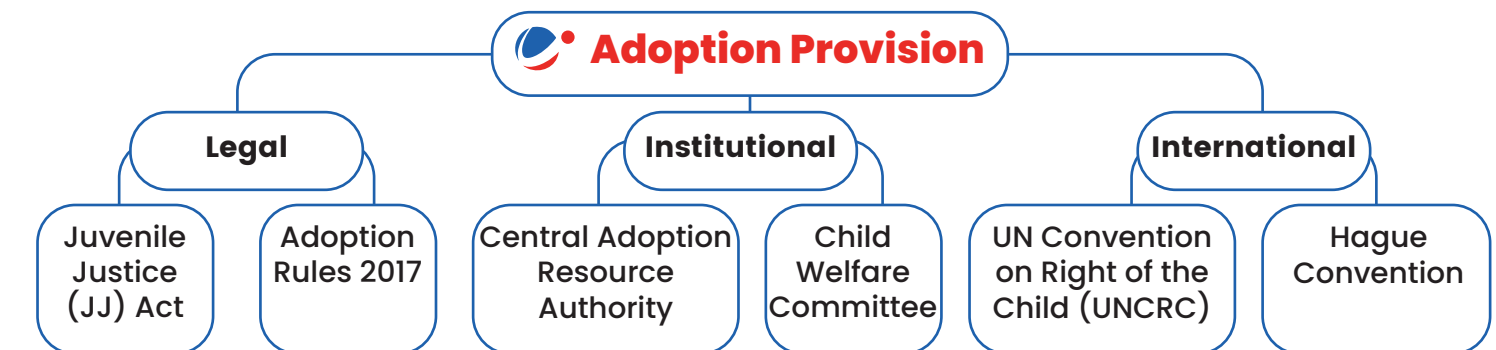 Adoption Provision
Legal
Institutional
International
Juvenile
Justice
(JJ) Act
Adoption
Rules 2017
Central Adoption
Resource
Authority
Child
Welfare
Committee
UN Convention
on Right of the
Child (UNCRC)
Hague
Convention